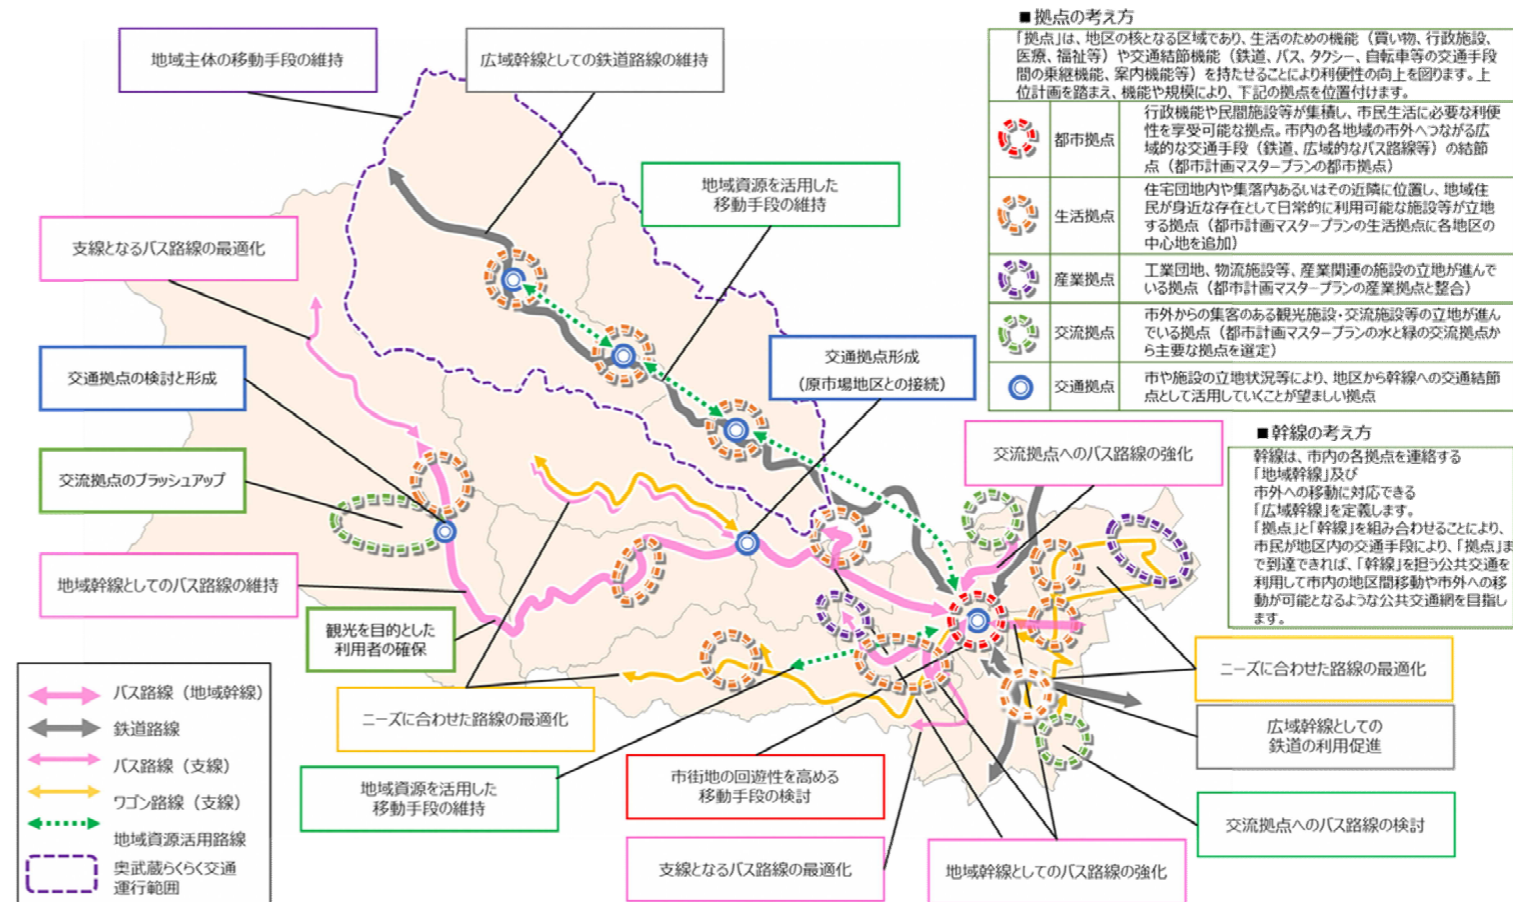 地域主体の移動手段の維持
広域幹線としての鉄道路線の維持
地域資源を活用した
移動手段の維持
支線となるバス路線の最適化
交通拠点の検討と形成
交通拠点形成
(原市場地区との接続)
交流拠点のブラッシュアップ
交流拠点へのバス路線の強化
地域幹線としてのバス路線の維持
観光を目的とした
利用者の確保
ニーズに合わせた路線の最適化
ニーズに合わせた路線の最適化
広域幹線としての
鉄道の利用促進
地域資源を活用した
移動手段の維持
市街地の回遊性を高める
移動手段の検討
交流拠点へのバス路線の検討
支線となるバス路線の最適化
地域幹線としてのバス路線の強化
バス路線(地域幹線)
鉄道路線
バス路線(支線)
ワゴン路線(支線)
地域資源活用路線
奥武蔵らくらく交通
運行範囲
■拠点の考え方
「拠点」は、地区の核となる区域であり、生活のための機能(買い物、行政施設、
医療、福祉等)や交通結節機能(鉄道、バス、タクシー、自転車等の交通手段
間の乗継機能、案内機能等)を持たせることにより利便性の向上を図ります。上
位計画を踏まえ、機能や規模により、下記の拠点を位置付けます。
都市拠点
行政機能や民間施設等が集積し、市民生活に必要な利便
性を享受可能な拠点。市内の各地域の市外へつながる広
域的な交通手段(鉄道、広域的なバス路線等)の結節
点(都市計画マスタープランの都市拠点)
生活拠点
住宅団地内や集落内あるいはその近隣に位置し、地域住
民が身近な存在として日常的に利用可能な施設等が立地
する拠点(都市計画マスタープランの生活拠点に各地区の
中心地を追加)
産業拠点
工業団地、物流施設等、産業関連の施設の立地が進んで
いる拠点(都市計画マスタープランの産業拠点と整合)
交流拠点
市外からの集客のある観光施設・交流施設等の立地が進ん
でいる拠点(都市計画マスタープランの水と緑の交流拠点か
ら主要な拠点を選定)
交通拠点
市や施設の立地状況等により、地区から幹線への交通結節
点として活用していくことが望ましい拠点
■幹線の考え方
幹線は、市内の各拠点を連絡する
「地域幹線」及び
市外への移動に対応できる
「広域幹線」を定義します。
「拠点」と「幹線」を組み合わせることにより、
市民が地区内の交通手段により、「拠点」ま
で到達できれば、「幹線」を担う公共交通を
利用して市内の地区間移動や市外への移
動が可能となるような公共交通網を目指し
ます。